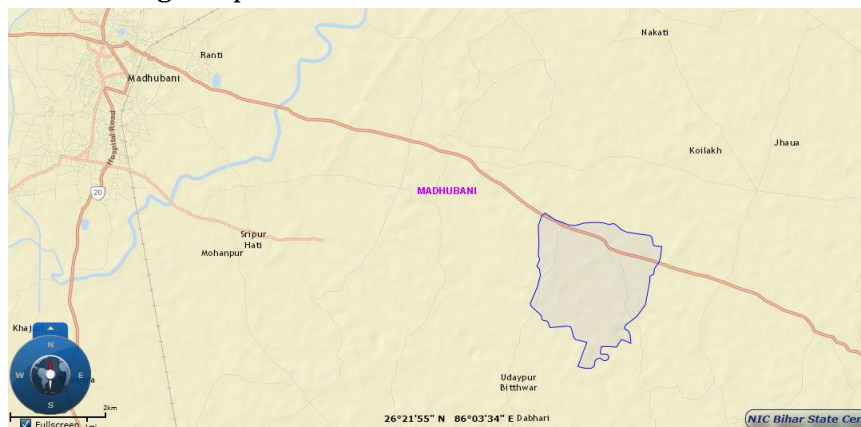 Nakati
Ranti
Madhubani
Hospital Road
Jhaua
Koilakh
20
MADHUBANI
Sripur
Hati
Mohanpur
N
W
E
S
Udaypur
Bitthwar
2km
26°21'55" N 86°03'34" E Dabhari
NIC Bihar State Cen
Fullscreen